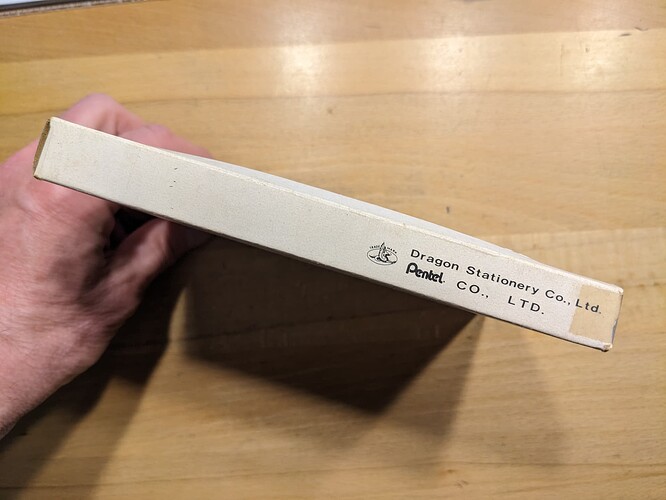 Dragon Stationery Co., Ltd.
Pentel CO., LTD.